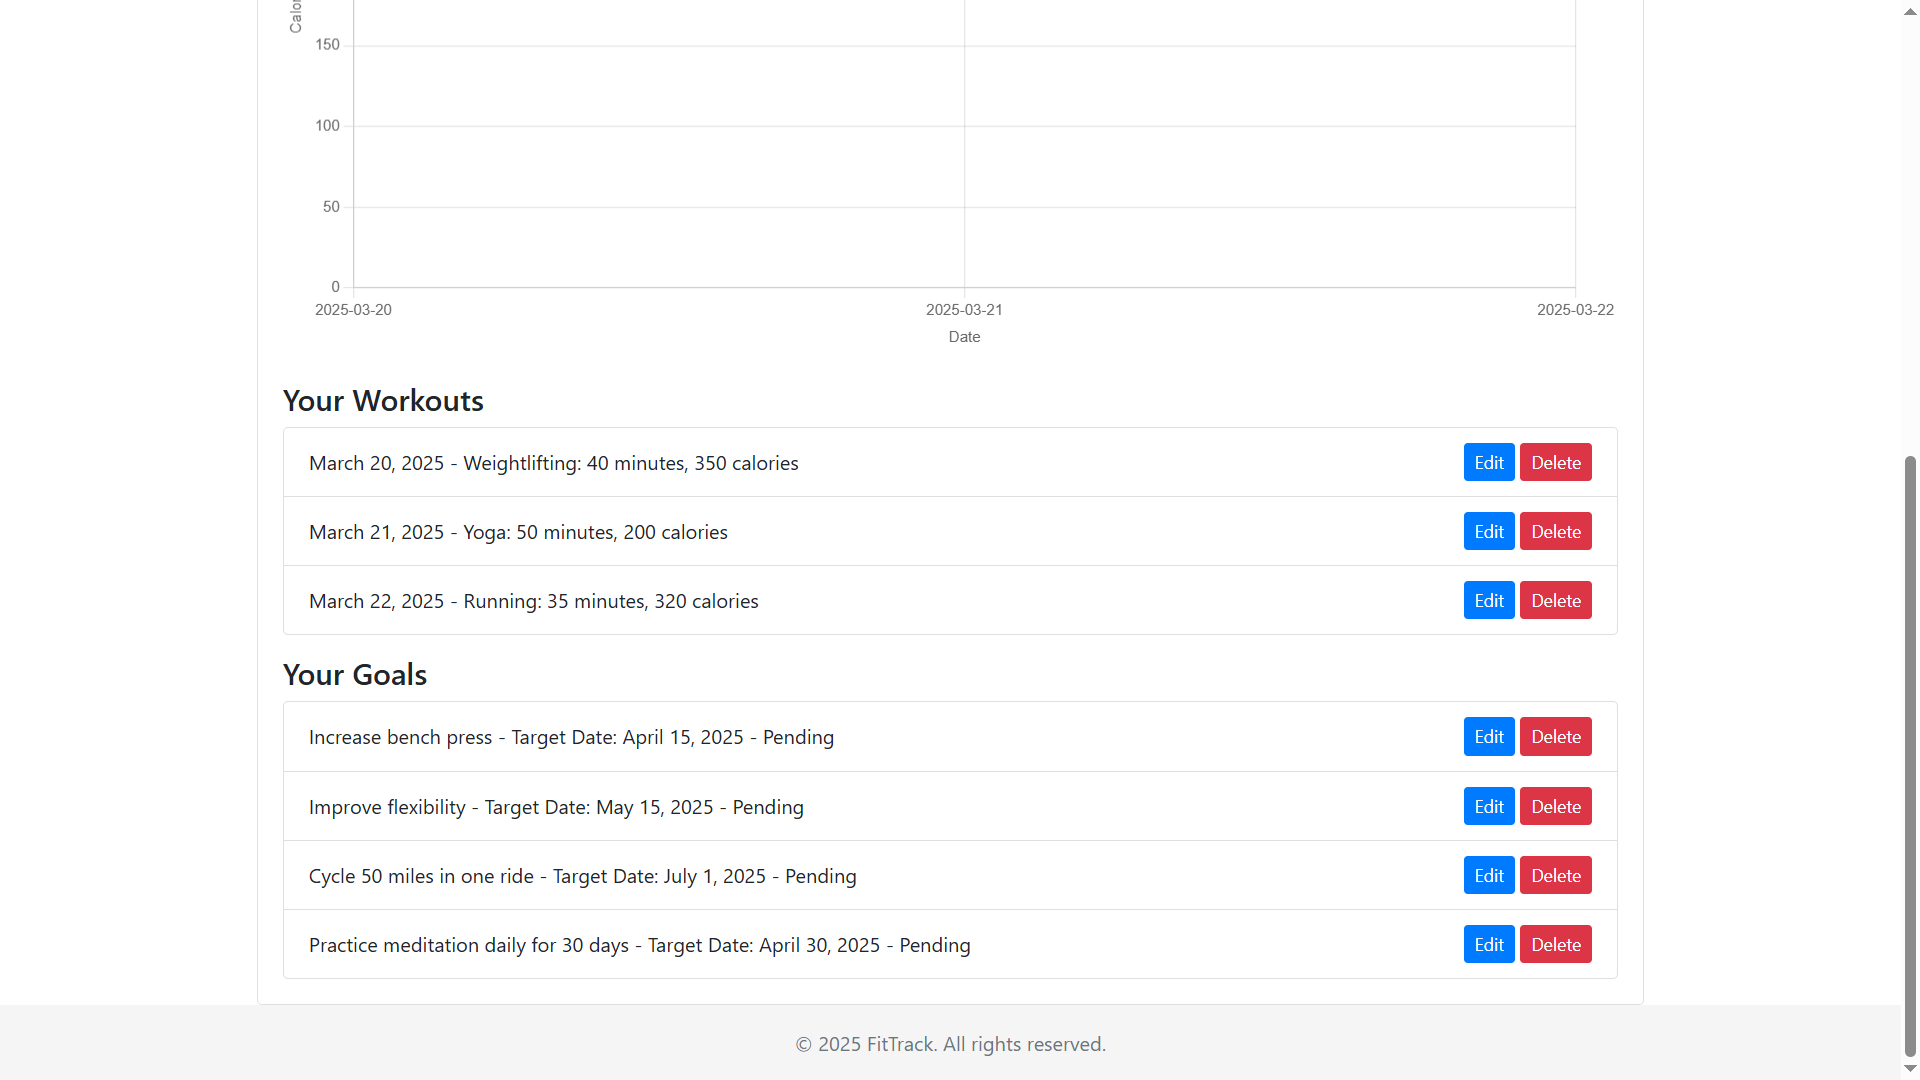 Calor
150
100
50
0
2025-03-20 2025-03-21 2025-03-22
Date
Your Workouts
March 20, 2025 - Weightlifting: 40 minutes, 350 calories Edit Delete
March 21, 2025 - Yoga: 50 minutes, 200 calories Edit Delete
March 22, 2025 - Running: 35 minutes, 320 calories Edit Delete
Your Goals
Increase bench press - Target Date: April 15, 2025 - Pending Edit Delete
Improve flexibility - Target Date: May 15, 2025 - Pending Edit Delete
Cycle 50 miles in one ride - Target Date: July 1, 2025 - Pending Edit Delete
Practice meditation daily for 30 days - Target Date: April 30, 2025 - Pending Edit Delete
© 2025 FitTrack. All rights reserved.